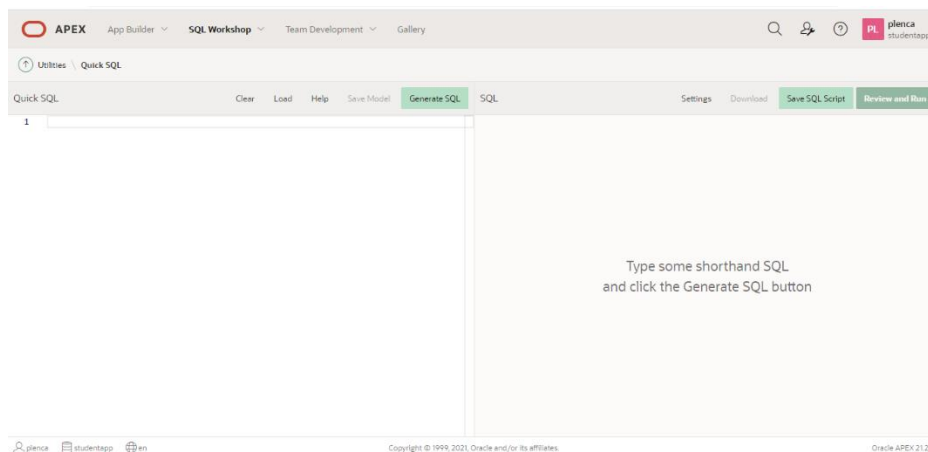 APEX App Builder SQL Workshop Team Development Gallery PL plenca
studentapp
Utilities \ Quick SQL
Quick SQL Clear Load Help Save Model Generate SQL SQL Settings Download Save SQL Script Review and Run
1
Type some shorthand SQL
and click the Generate SQL button
plenca studentapp en Copyright © 1999, 2021, Oracle and/or its affiliates. Oracle APEX 21.2